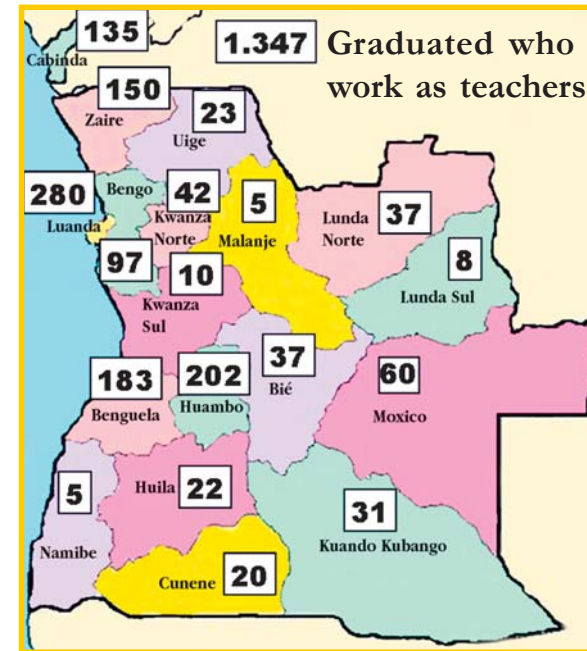 135
Cabinda
1.347
Graduated who
work as teachers
150
Zaire
23
Uige
280
Luanda
Bengo
42
Kwanza
Norte
5
Malanje
Lunda
Norte
37
97
10
Kwanza
Sul
8
Lunda Sul
183
Benguela
202
Huambo
37
Bié
60
Moxico
5
Namibe
Huila
22
31
Kuando Kubango
Cunene
20